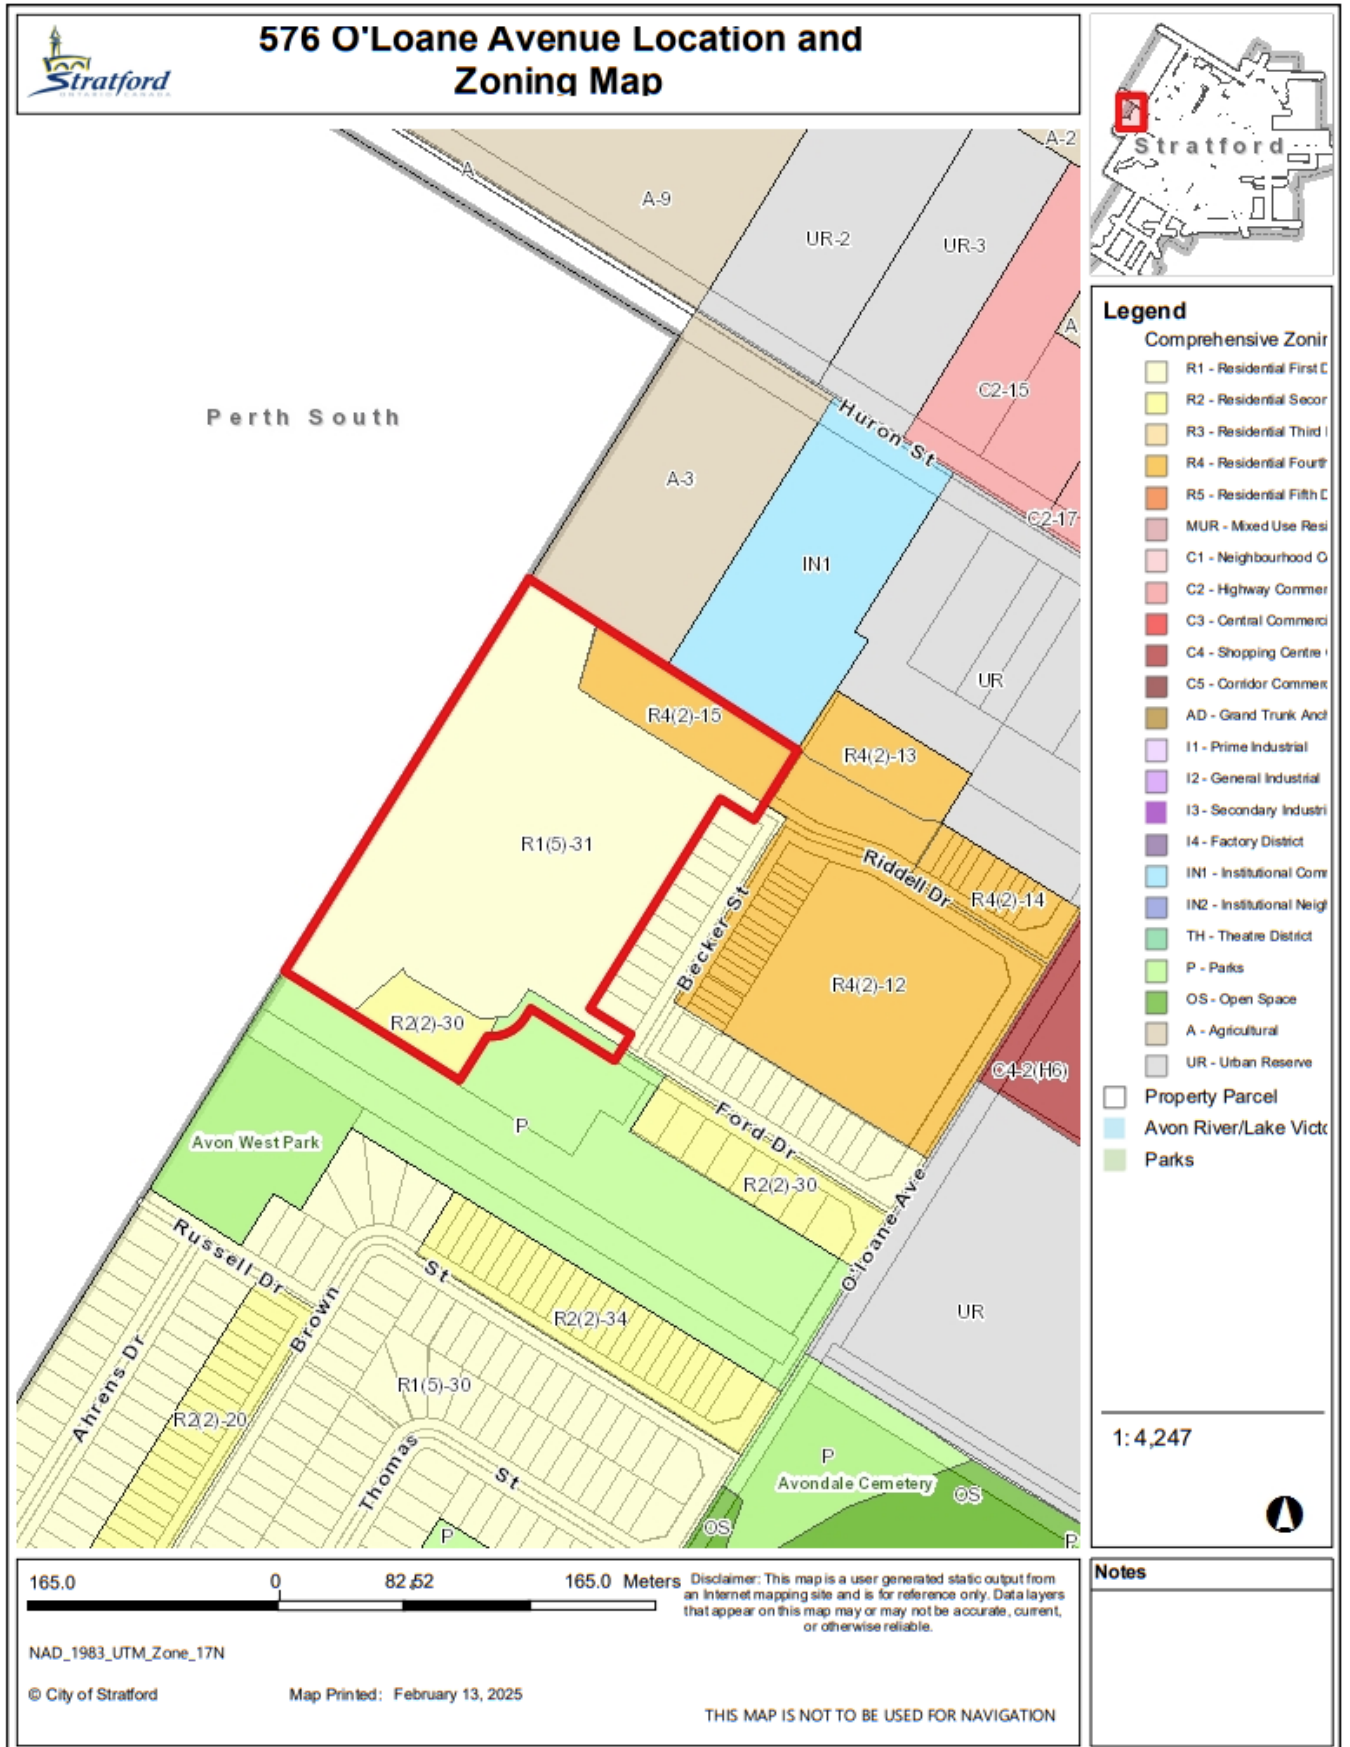 576 O'Loane Avenue Location and
Zoning Map
Stratford
ONTARIO CANADA
Stratford
A-2
A
A-9
UR-2
UR-3
A
Perth South
C2-15
Huron St
A-3
C2-17
IN1
UR
R4(2)-15
R4(2)-13
R1(5)-31
Riddell Dr
R4(2)-14
Becker St
R4(2)-12
R2(2)-30
C4-2(H6)
P
Ford Dr
Avon West Park
R2(2)-30
O'loane Ave
Russell Dr
St
UR
R2(2)-34
Brown
R1(5)-30
Ahrens Dr
R2(2)-20
Thomas
St
P
Avondale Cemetery
OS
OS
P
P
Legend
Comprehensive Zonin
R1 - Residential First D
R2 - Residential Secon
R3 - Residential Third
R4 - Residential Fourth
R5 - Residential Fifth D
MUR - Mixed Use Resi
C1 - Neighbourhood Co
C2 - Highway Commer
C3 - Central Commerci
C4 - Shopping Centre
C5 - Corridor Commerc
AD - Grand Trunk Anch
I1 - Prime Industrial
I2 - General Industrial
I3 - Secondary Industri
I4 - Factory District
IN1 - Institutional Com
IN2 - Institutional Neigh
TH - Theatre District
P - Parks
OS - Open Space
A - Agricultural
UR - Urban Reserve
Property Parcel
Avon River/Lake Victo
Parks
1: 4,247
165.0 0 82.52 165.0 Meters
Disclaimer: This map is a user generated static output from
an Internet mapping site and is for reference only. Data layers
that appear on this map may or may not be accurate, current,
or otherwise reliable.
NAD_1983_UTM_Zone_17N
© City of Stratford Map Printed: February 13, 2025
THIS MAP IS NOT TO BE USED FOR NAVIGATION
Notes